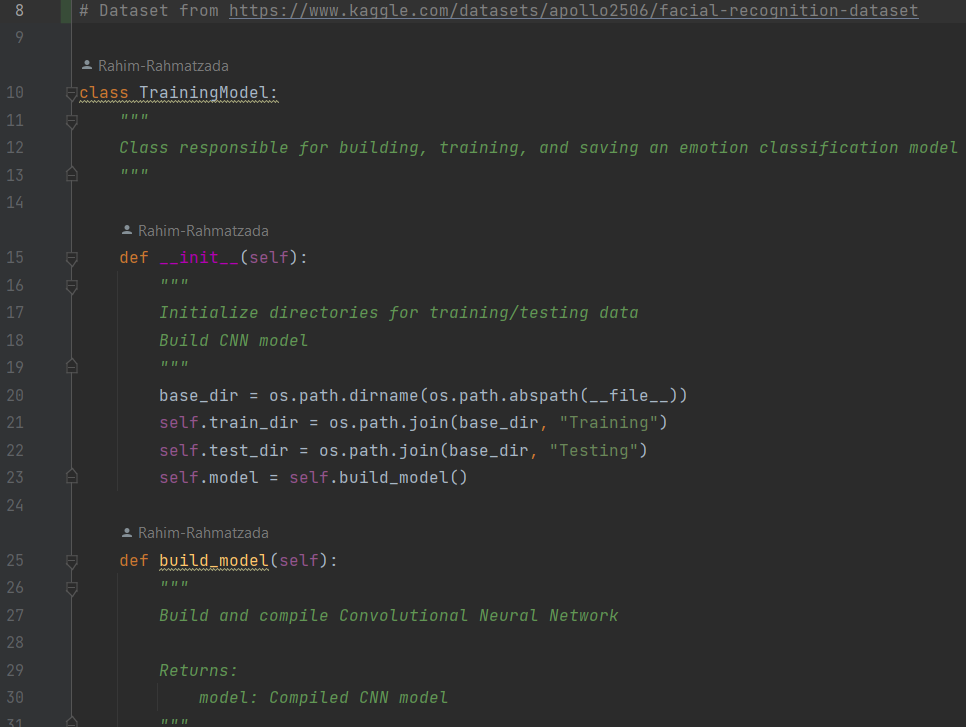 8 # Dataset from https://www.kaggle.com/datasets/apollo2506/facial-recognition-dataset
9
Rahim-Rahmatzada
10 class TrainingModel:
11 """
12 Class responsible for building, training, and saving an emotion classification model
13 """
14
Rahim-Rahmatzada
15 def __init__(self):
16 """
17 Initialize directories for training/testing data
18 Build CNN model
19 """
20 base_dir = os.path.dirname(os.path.abspath(__file__))
21 self.train_dir = os.path.join(base_dir, "Training")
22 self.test_dir = os.path.join(base_dir, "Testing")
23 self.model = self.build_model()
24
Rahim-Rahmatzada
25 def build_model(self):
26 """
27 Build and compile Convolutional Neural Network
28
29 Returns:
30 model: Compiled CNN model
31 """